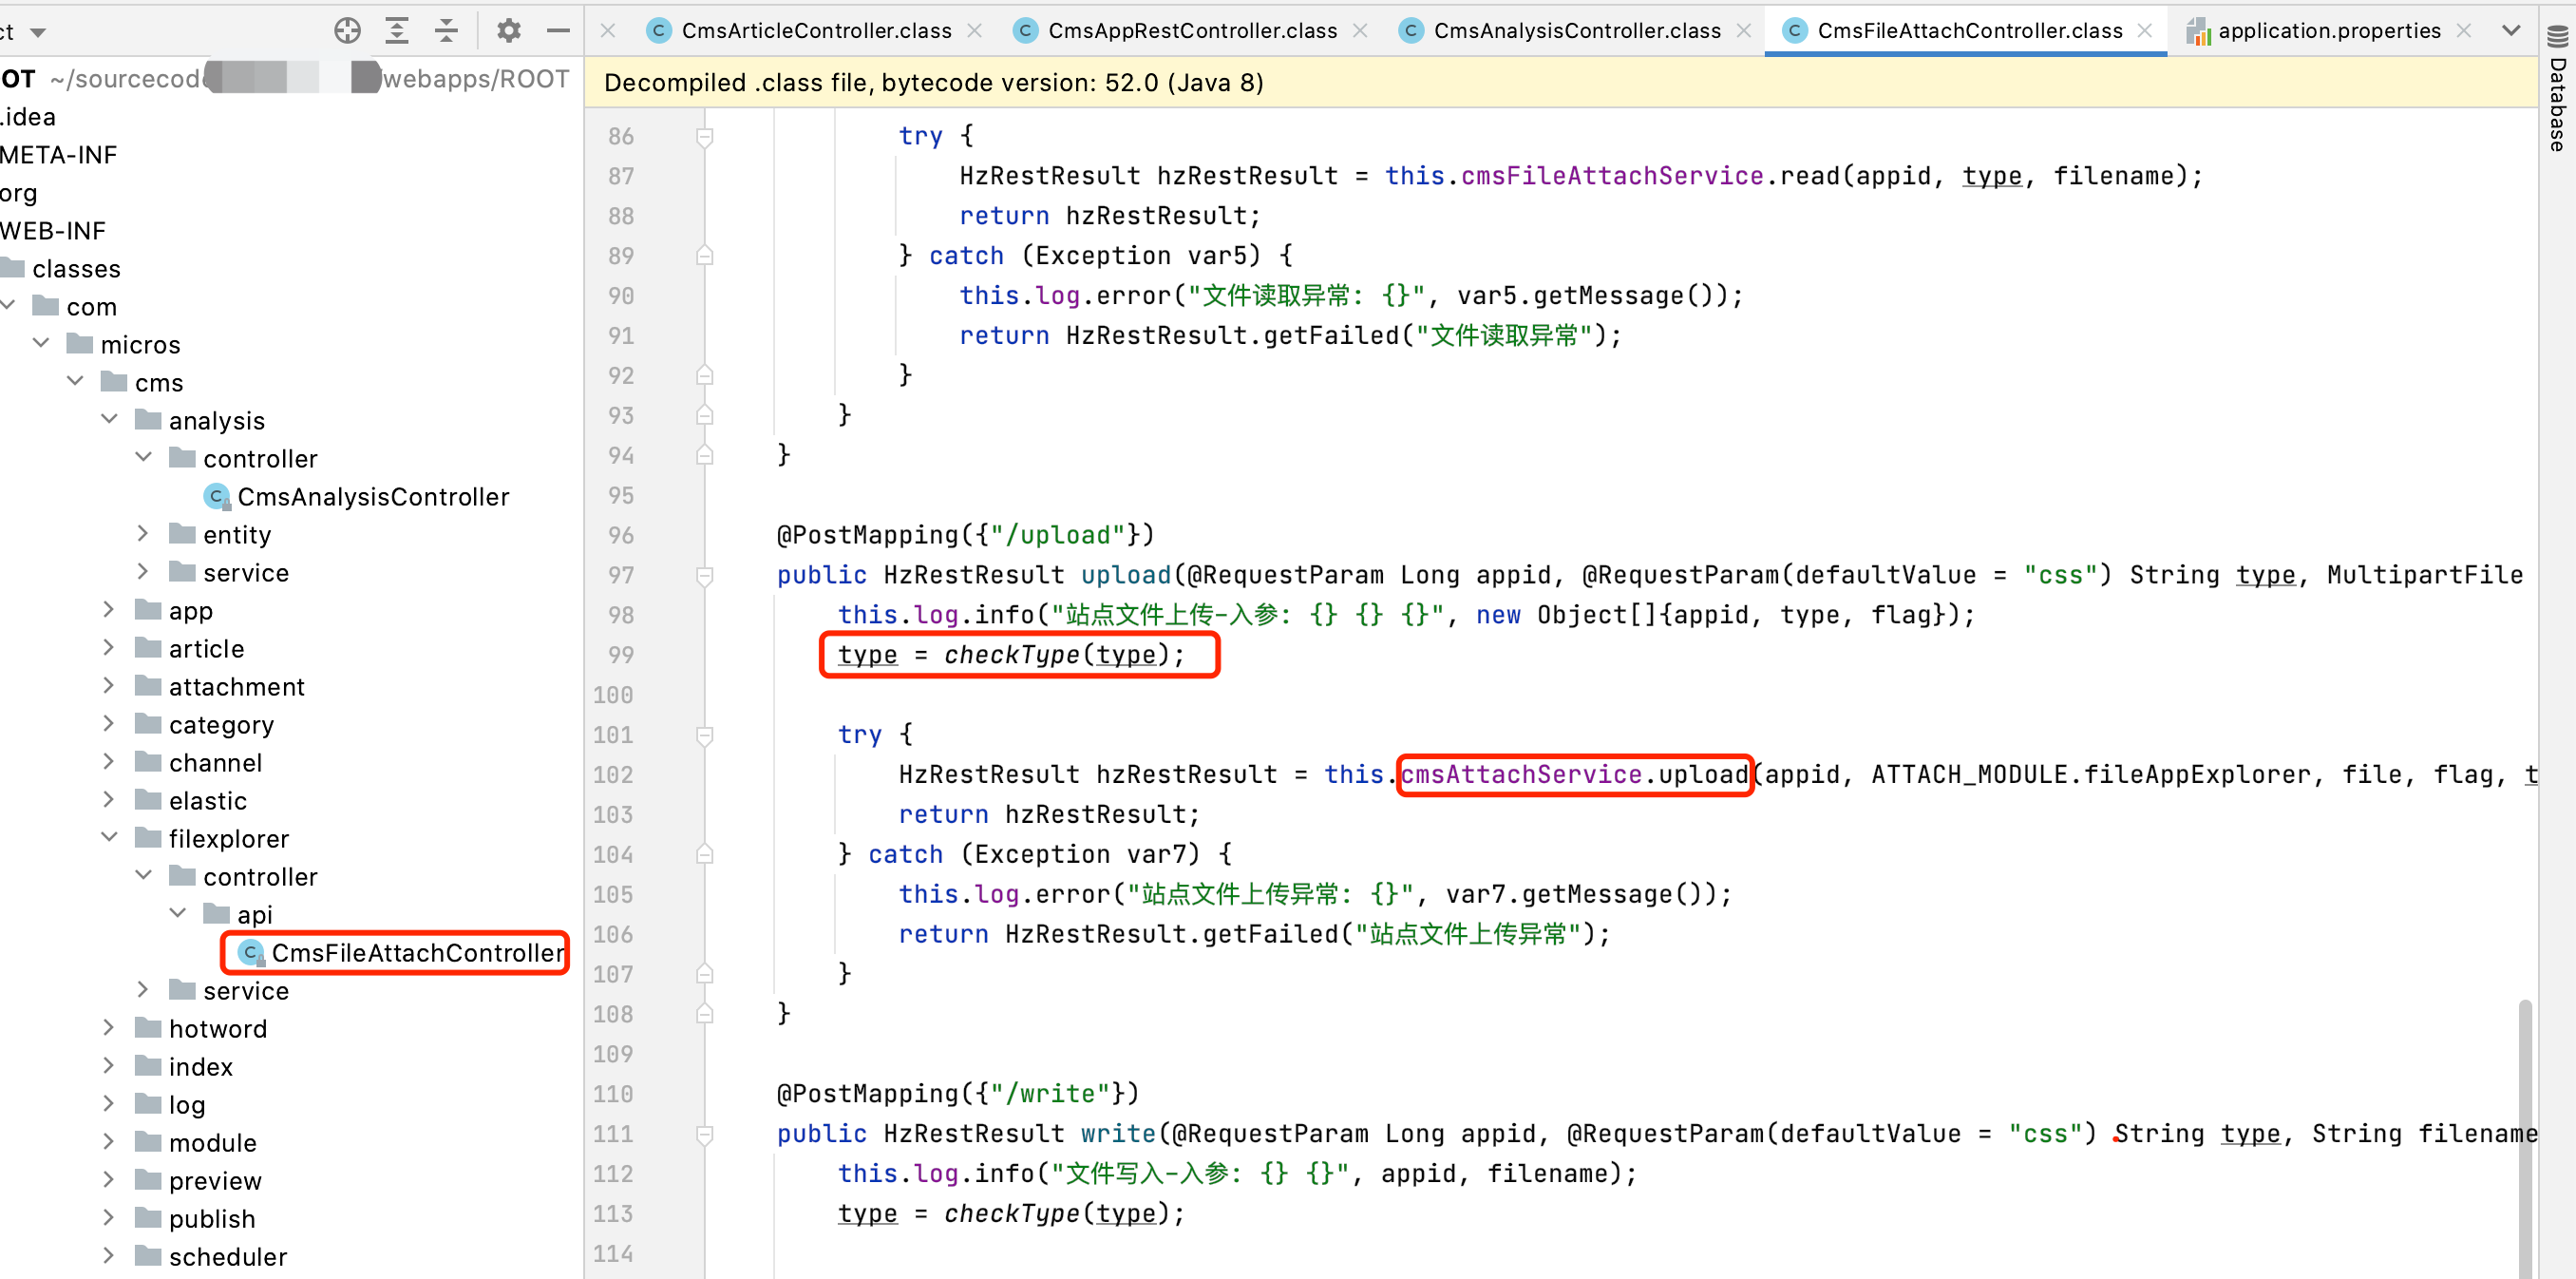 ct
CmsArticleController.class
CmsAppRestController.class
CmsAnalysisController.class
CmsFileAttachController.class
application.properties
OT ~/sourcecod webapps/ROOT
.idea
META-INF
org
WEB-INF
classes
com
micros
cms
analysis
controller
CmsAnalysisController
entity
service
app
article
attachment
category
channel
elastic
filexplorer
controller
api
CmsFileAttachController
service
hotword
index
log
module
preview
publish
scheduler
Decompiled .class file, bytecode version: 52.0 (Java 8)
86 try {
87 HzRestResult hzRestResult = this.cmsFileAttachService.read(appid, type, filename);
88 return hzRestResult;
89 } catch (Exception var5) {
90 this.log.error("文件读取异常: {}", var5.getMessage());
91 return HzRestResult.getFailed("文件读取异常");
92 }
93 }
94 }
95
96 @PostMapping({"/upload"})
97 public HzRestResult upload(@RequestParam Long appid, @RequestParam(defaultValue = "css") String type, MultipartFile
98 this.log.info("站点文件上传-入参: {} {} {}", new Object[]{appid, type, flag});
99 type = checkType(type);
100
101 try {
102 HzRestResult hzRestResult = this.cmsAttachService.upload(appid, ATTACH_MODULE.fileAppExplorer, file, flag, t
103 return hzRestResult;
104 } catch (Exception var7) {
105 this.log.error("站点文件上传异常: {}", var7.getMessage());
106 return HzRestResult.getFailed("站点文件上传异常");
107 }
108 }
109
110 @PostMapping({"/write"})
111 public HzRestResult write(@RequestParam Long appid, @RequestParam(defaultValue = "css") String type, String filename
112 this.log.info("文件写入-入参: {} {}", appid, filename);
113 type = checkType(type);
114
Database